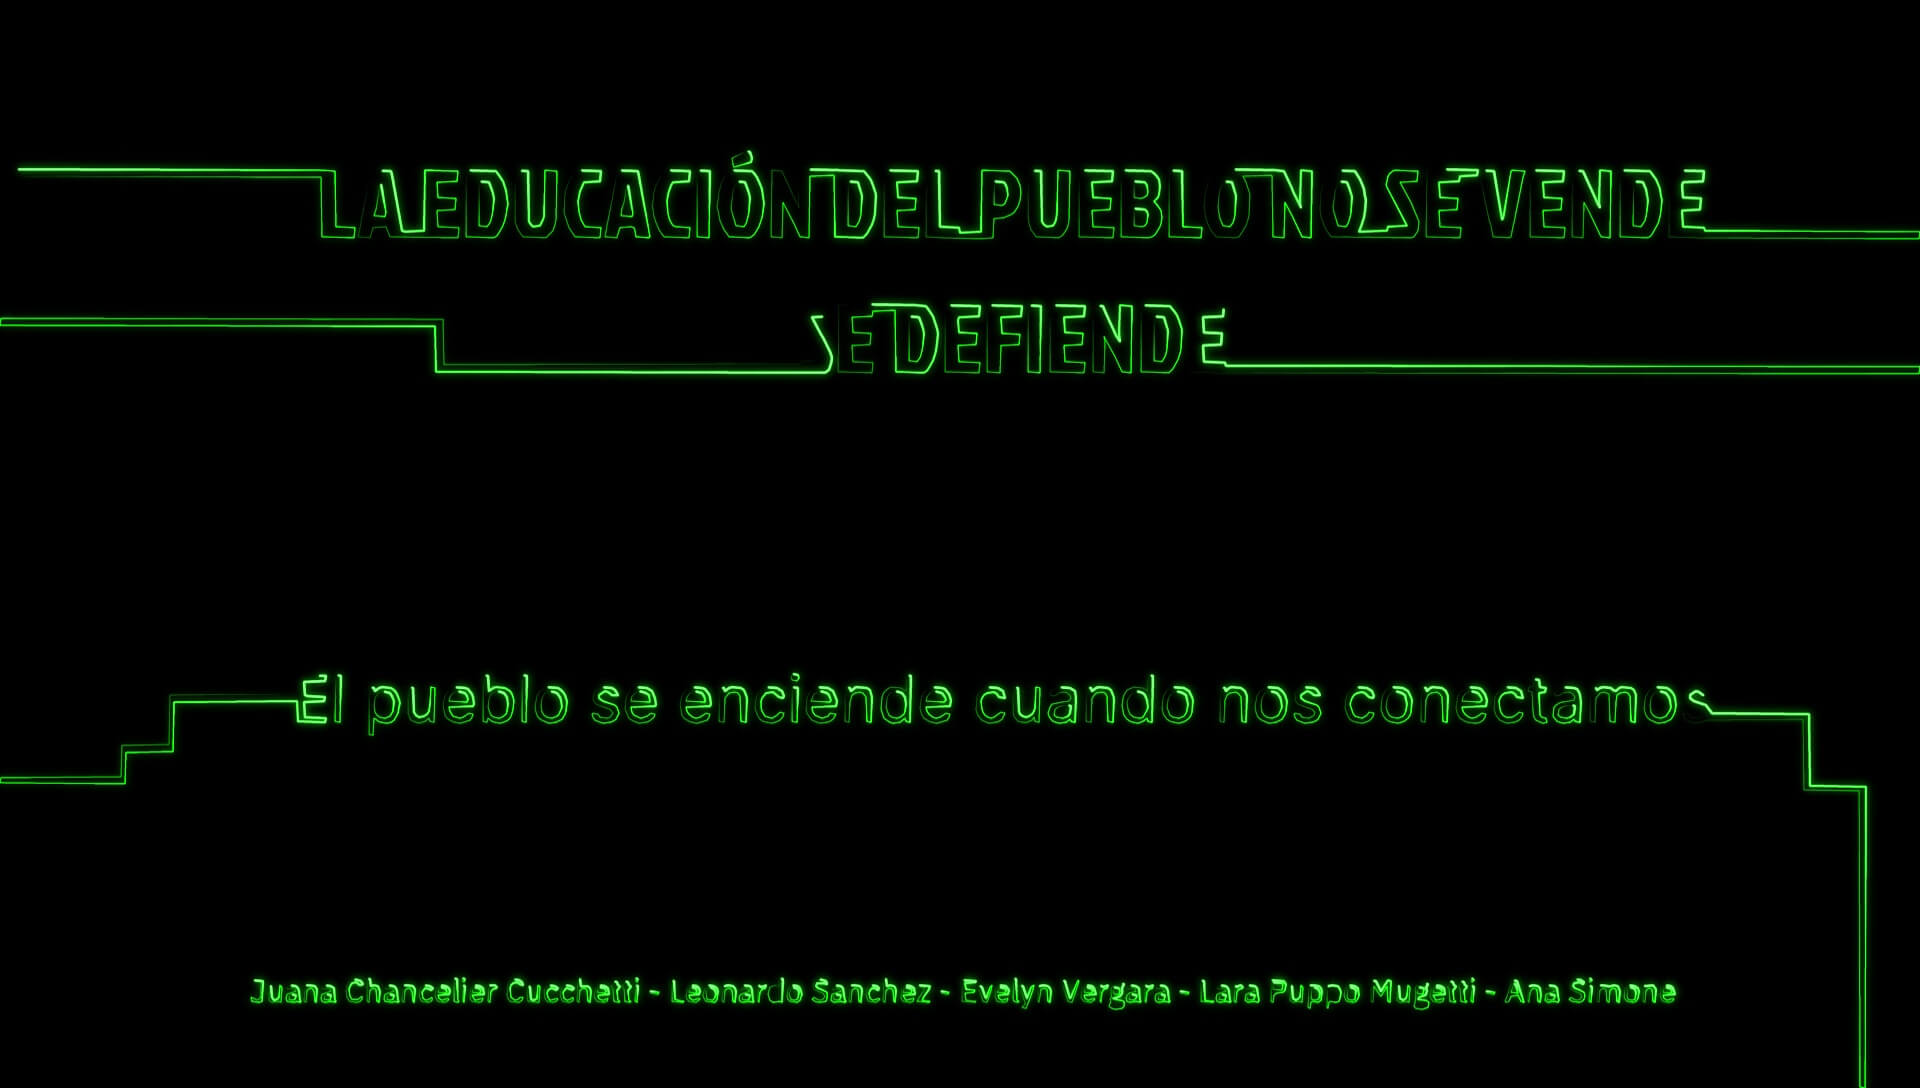 LA EDUCACIÓN DEL PUEBLO NO SE VENDE
SE DEFIENDE
El pueblo se enciende cuando nos conectamos
Juana Chancelier Cucchetti - Leonardo Sanchez - Evelyn Vergara - Lara Puppo Mugetti - Ana Simone